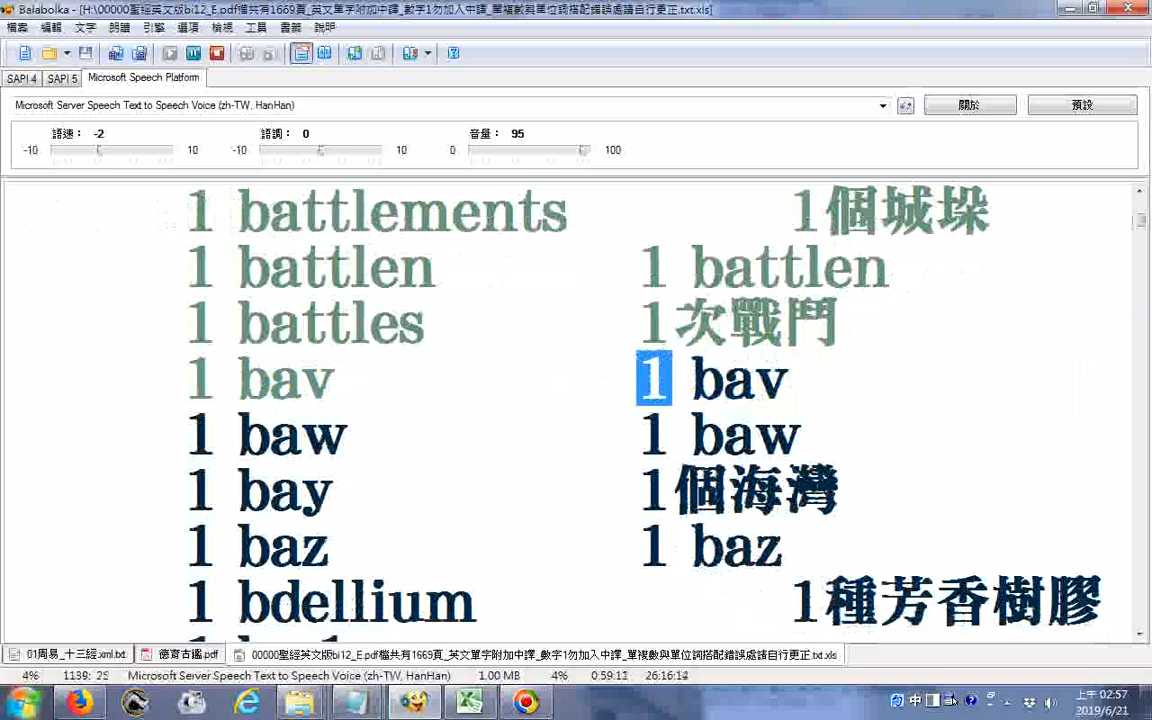 Balabolka - [H:\00000聖經英文版bi12_E.pdf檔共有1669頁_英文單字附加中譯_數字1勿加入中譯_單複數與單位詞搭配錯誤處請自行更正.txt.xls]
檔案 編輯 文字 朗讀 引擎 選項 檢視 工具 書籤 說明
SAPI 4 SAPI 5 Microsoft Speech Platform
Microsoft Server Speech Text to Speech Voice (zh-TW, HanHan) 關於 預設
語速： -2 語調： 0 音量： 95
-10 10 -10 10 0 100
1 battlements 1個城垛
1 battlen 1 battlen
1 battles 1次戰鬥
1 bav 1 bav
1 baw 1 baw
1 bay 1個海灣
1 baz 1 baz
1 bdellium 1種芳香樹膠
01周易_十三經.xml.txt 德育古鑑.pdf 00000聖經英文版bi12_E.pdf檔共有1669頁_英文單字附加中譯_數字1勿加入中譯_單複數與單位詞搭配錯誤處請自行更正.txt.xls
4% 1139: 25 Microsoft Server Speech Text to Speech Voice (zh-TW, HanHan) 1.00 MB 4% 0:59:11 26:16:12
中 上午 02:57
2019/6/21